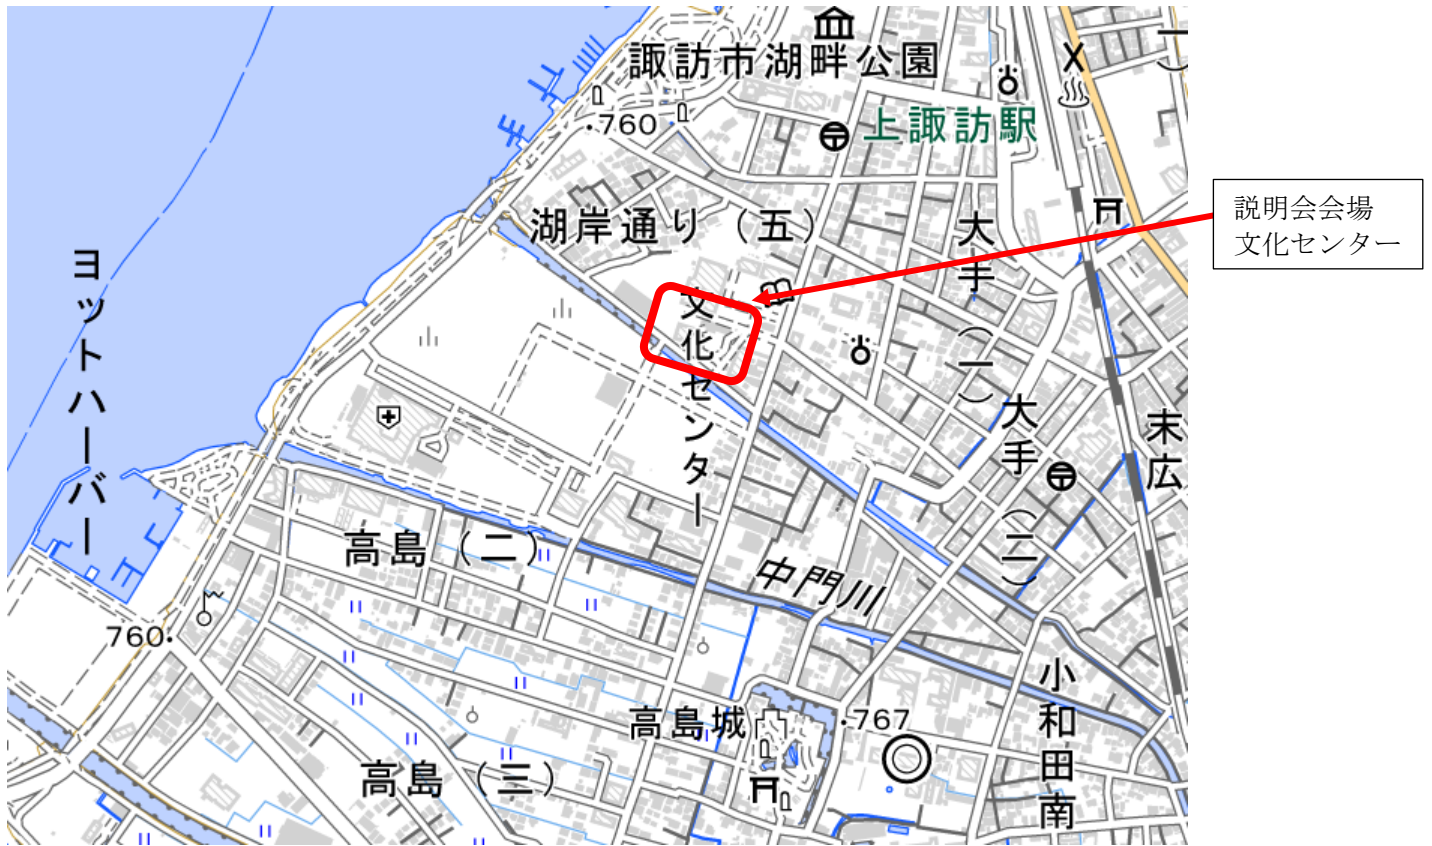 諏訪市湖畔公園
・760
上諏訪駅
説明会会場
文化センター
湖岸通り（五）
大手（一）
ヨットハーバー
文化センター
大手（二）
末広
高島（二）
中門川
760・
小和田南
高島城
・767
高島（三）